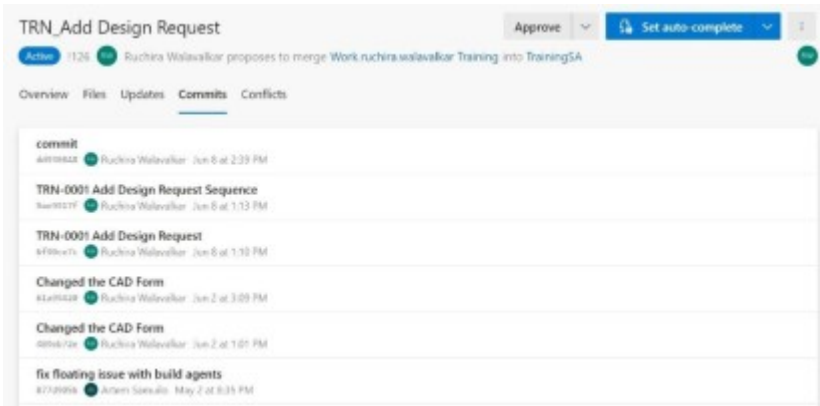 TRN_Add Design Request
Approve
Set auto-complete
Active !126 Ruchira Walavalkar proposes to merge Work.ruchira.walavalkar Training into TrainingSA
Overview Files Updates Commits Conflicts
commit
Ruchira Walavalkar Jun 8 at 2:39 PM
TRN-0001 Add Design Request Sequence
Ruchira Walavalkar Jun 8 at 1:13 PM
TRN-0001 Add Design Request
Ruchira Walavalkar Jun 8 at 1:10 PM
Changed the CAD Form
Ruchira Walavalkar Jun 2 at 3:09 PM
Changed the CAD Form
Ruchira Walavalkar Jun 2 at 1:01 PM
fix floating issue with build agents
Artem May 2 at 6:35 PM